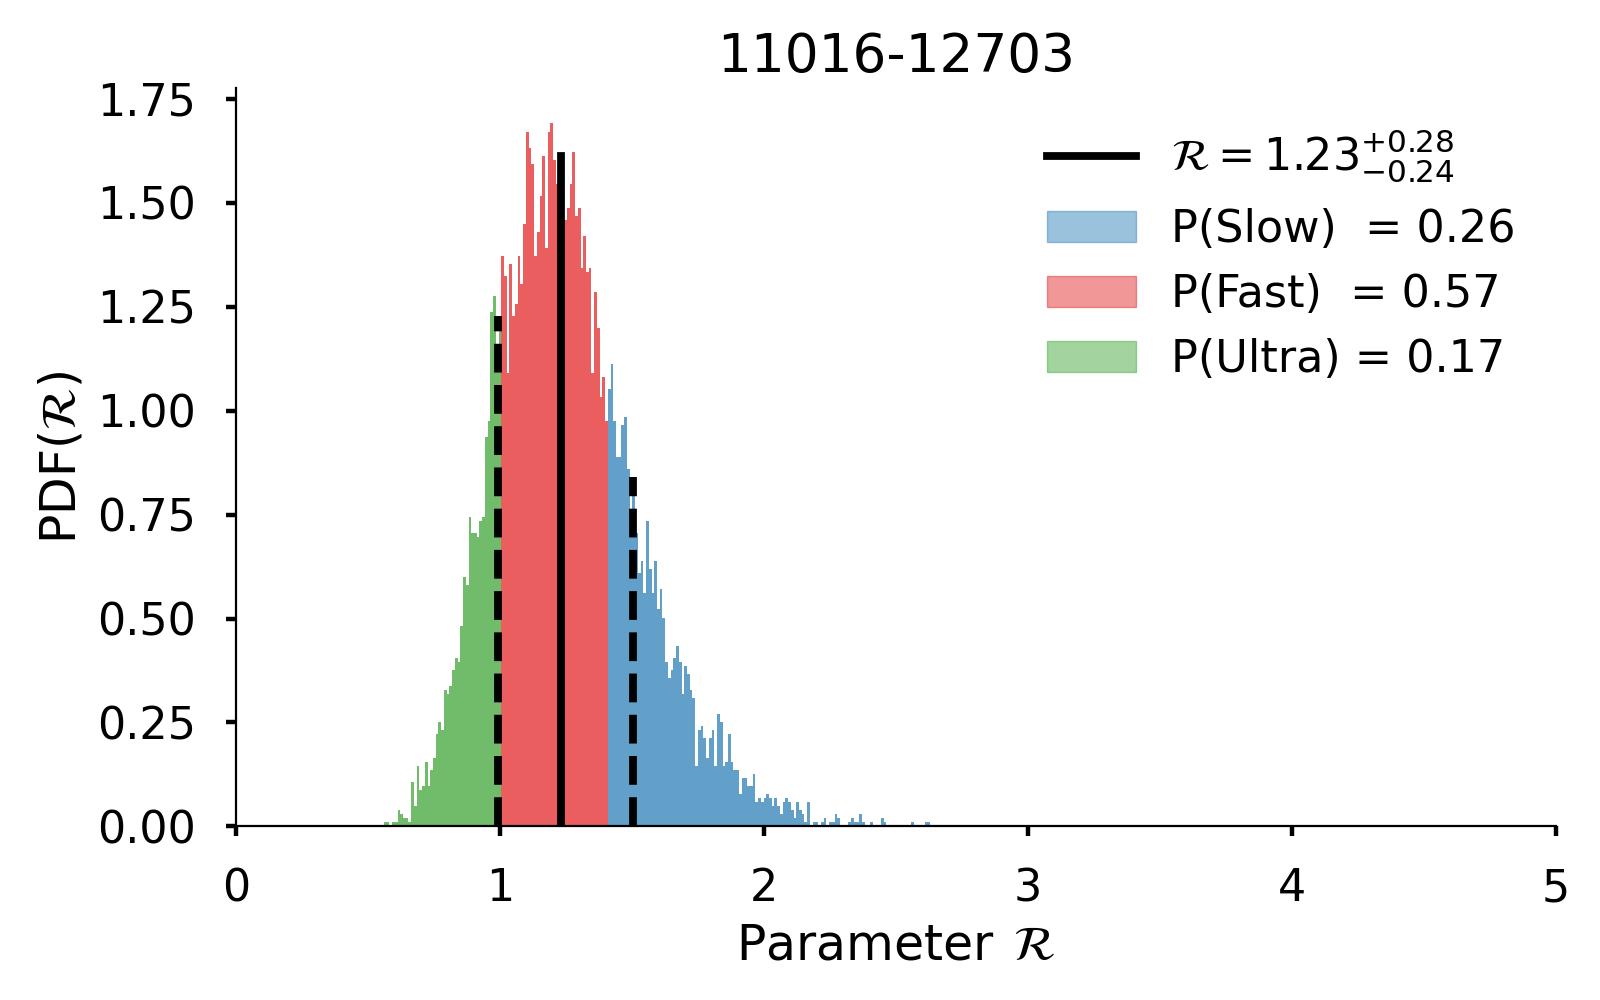 11016-12703
1.75
1.50
1.25
1.00
0.75
0.50
0.25
0.00
PDF(ℛ)
ℛ = 1.23 +0.28 −0.24
P(Slow) = 0.26
P(Fast) = 0.57
P(Ultra) = 0.17
0 1 2 3 4 5
Parameter ℛ